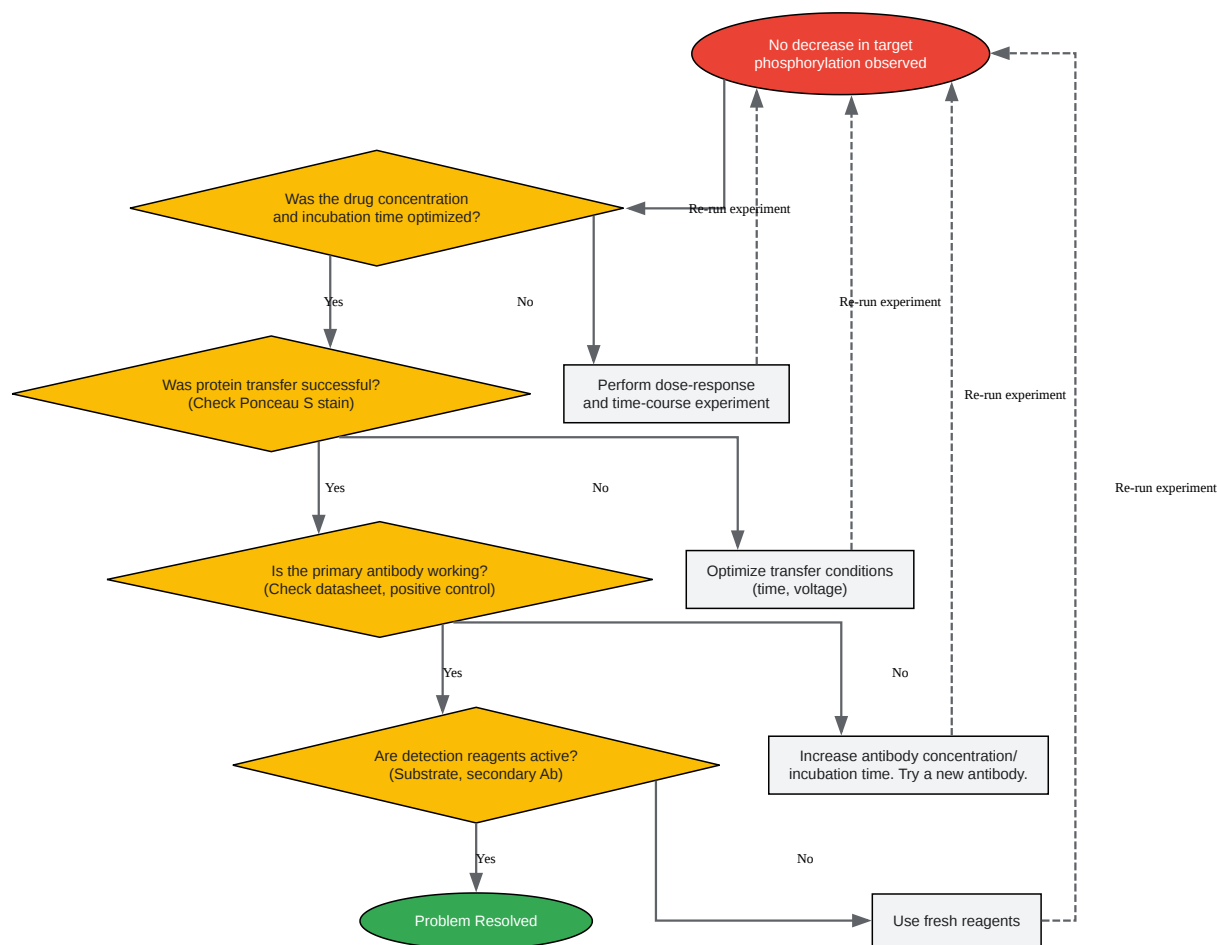 No decrease in target
phosphorylation observed
Was the drug concentration
and incubation time optimized?
Re-run experiment
Yes
No
Re-run experiment
Was protein transfer successful?
(Check Ponceau S stain)
Perform dose-response
and time-course experiment
Re-run experiment
Yes
No
Re-run experiment
Is the primary antibody working?
(Check datasheet, positive control)
Optimize transfer conditions
(time, voltage)
Yes
No
Are detection reagents active?
(Substrate, secondary Ab)
Increase antibody concentration/
incubation time. Try a new antibody.
Yes
No
Problem Resolved
Use fresh reagents